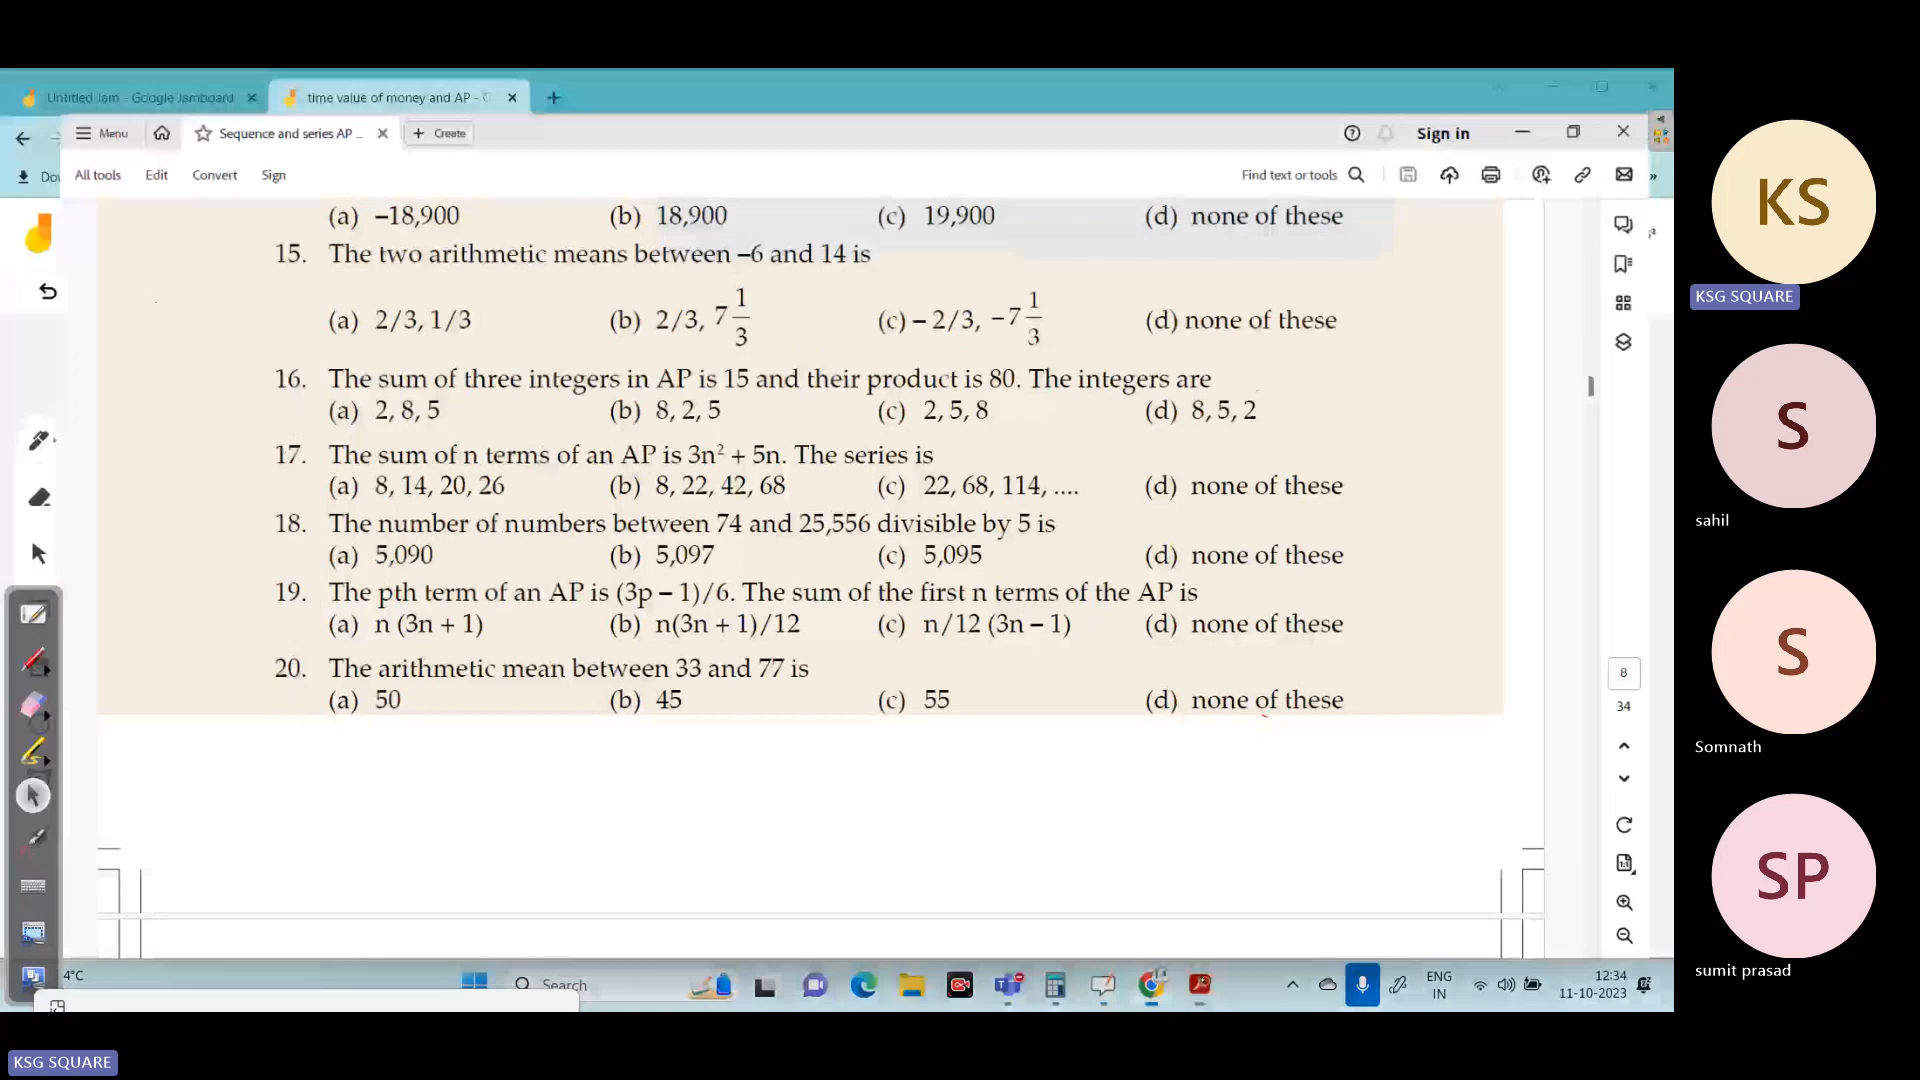 Untitled Jam - Google Jamboard
time value of money and AP -
Menu
Sequence and series AP ...
Create
Sign in
All tools Edit Convert Sign
Find text or tools
(a) –18,900 (b) 18,900 (c) 19,900 (d) none of these
15. The two arithmetic means between –6 and 14 is
(a) 2/3, 1/3 (b) 2/3, 7 1/3 (c) – 2/3, –7 1/3 (d) none of these
16. The sum of three integers in AP is 15 and their product is 80. The integers are
(a) 2, 8, 5 (b) 8, 2, 5 (c) 2, 5, 8 (d) 8, 5, 2
17. The sum of n terms of an AP is 3n² + 5n. The series is
(a) 8, 14, 20, 26 (b) 8, 22, 42, 68 (c) 22, 68, 114, .... (d) none of these
18. The number of numbers between 74 and 25,556 divisible by 5 is
(a) 5,090 (b) 5,097 (c) 5,095 (d) none of these
19. The pth term of an AP is (3p – 1)/6. The sum of the first n terms of the AP is
(a) n (3n + 1) (b) n(3n + 1)/12 (c) n/12 (3n – 1) (d) none of these
20. The arithmetic mean between 33 and 77 is
(a) 50 (b) 45 (c) 55 (d) none of these
8
34
4°C
Search
ENG
IN
12:34
11-10-2023
KS
KSG SQUARE
S
sahil
S
Somnath
SP
sumit prasad
KSG SQUARE